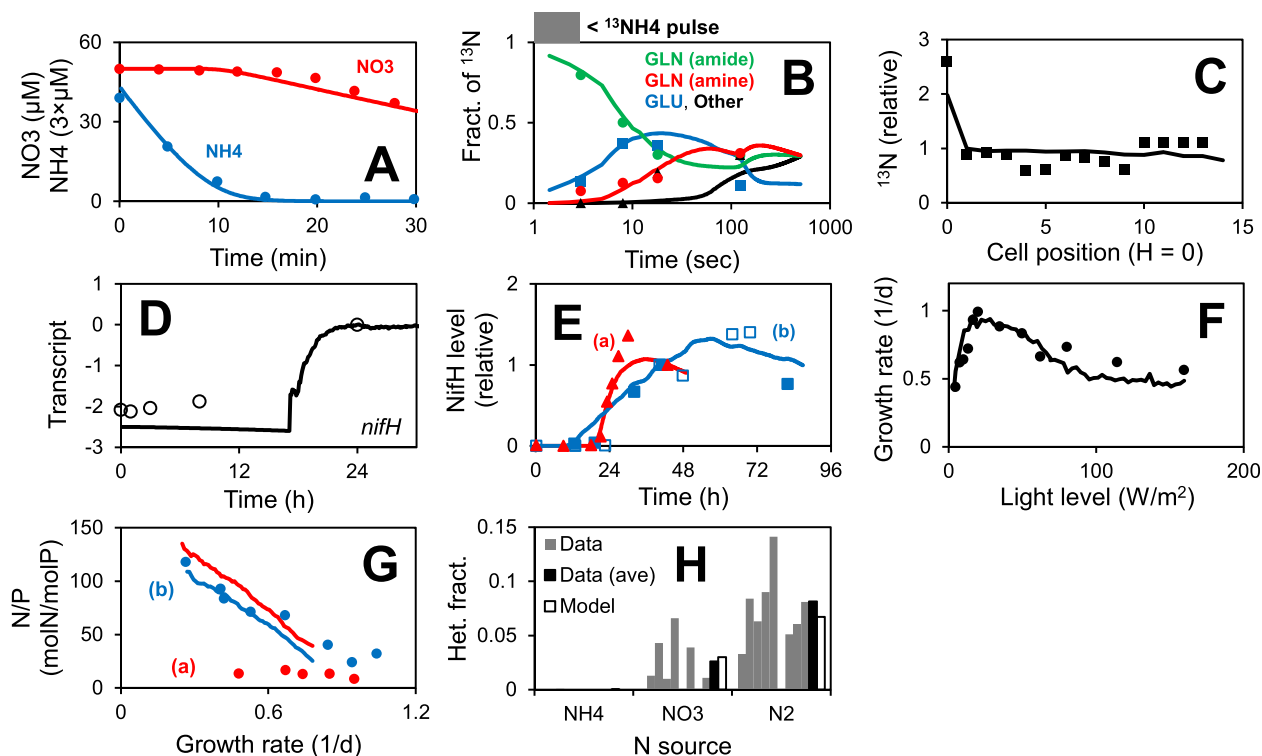 NO3 (µM)
NH4 (3×µM)
60
30
0
NO3
NH4
A
0 10 20 30
Time (min)
< ¹³NH4 pulse
Fract. of ¹³N
1
0.5
0
GLN (amide)
GLN (amine)
GLU, Other
B
1 10 100 1000
Time (sec)
¹³N (relative)
3
2
1
0
C
0 5 10 15
Cell position (H = 0)
Transcript
1
0
-1
-2
-3
D
nifH
0 12 24
Time (h)
NifH level
(relative)
2
1
0
E
(a)
(b)
0 24 48 72 96
Time (h)
Growth rate (1/d)
1
0.5
0
F
0 100 200
Light level (W/m²)
N/P
(molN/molP)
150
100
50
0
G
(b)
(a)
0 0.6 1.2
Growth rate (1/d)
Het. fract.
0.15
0.1
0.05
0
Data
Data (ave)
Model
H
NH4 NO3 N2
N source